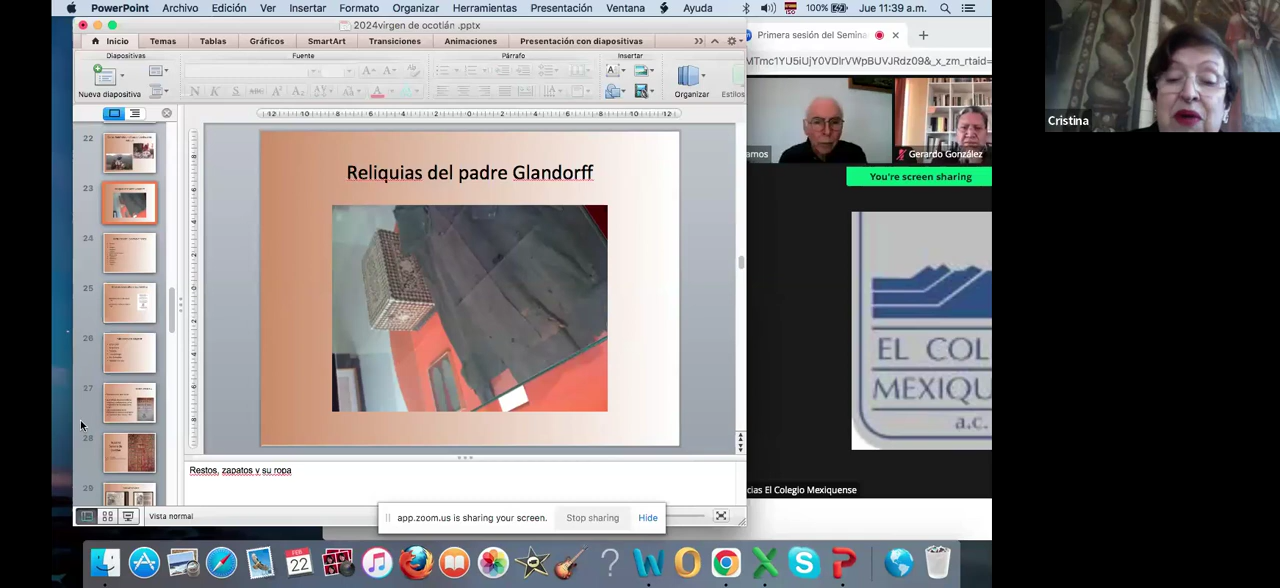 PowerPoint Archivo Edición Ver Insertar Formato Organizar Herramientas Presentación Ventana Ayuda 100% Jue 11:39 a.m.
2024virgen de ocotlán .pptx
Inicio Temas Tablas Gráficos SmartArt Transiciones Animaciones Presentación con diapositivas
Primera sesión del Semina
Diapositivas Fuente Párrafo Insertar
Nueva diapositiva Organizar Estilos
Cristina
amos
Gerardo González
You're screen sharing
22
23
24
25
26
27
28
29
Reliquias del padre Glandorff
EL COL
MEXIQUE
a.c.
Restos, zapatos y su ropa
cias El Colegio Mexiquense
Vista normal
app.zoom.us is sharing your screen. Stop sharing Hide
FEB
22